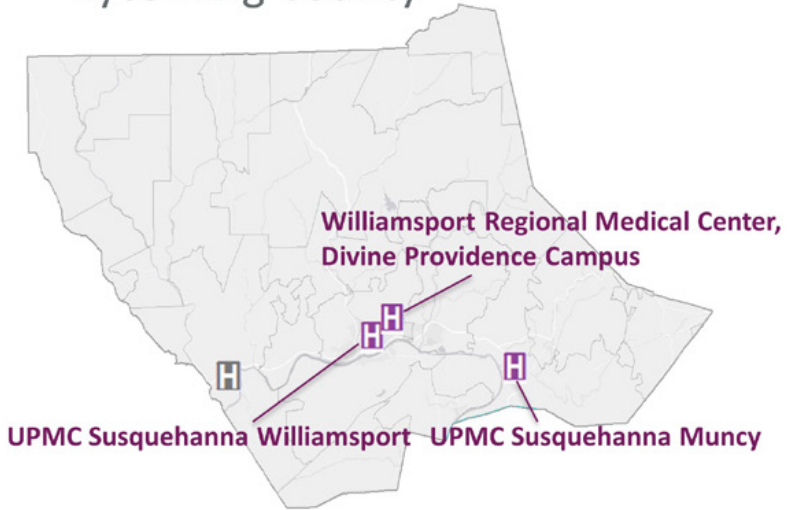 Williamsport Regional Medical Center,
Divine Providence Campus
H
H
H
H
UPMC Susquehanna Williamsport
UPMC Susquehanna Muncy